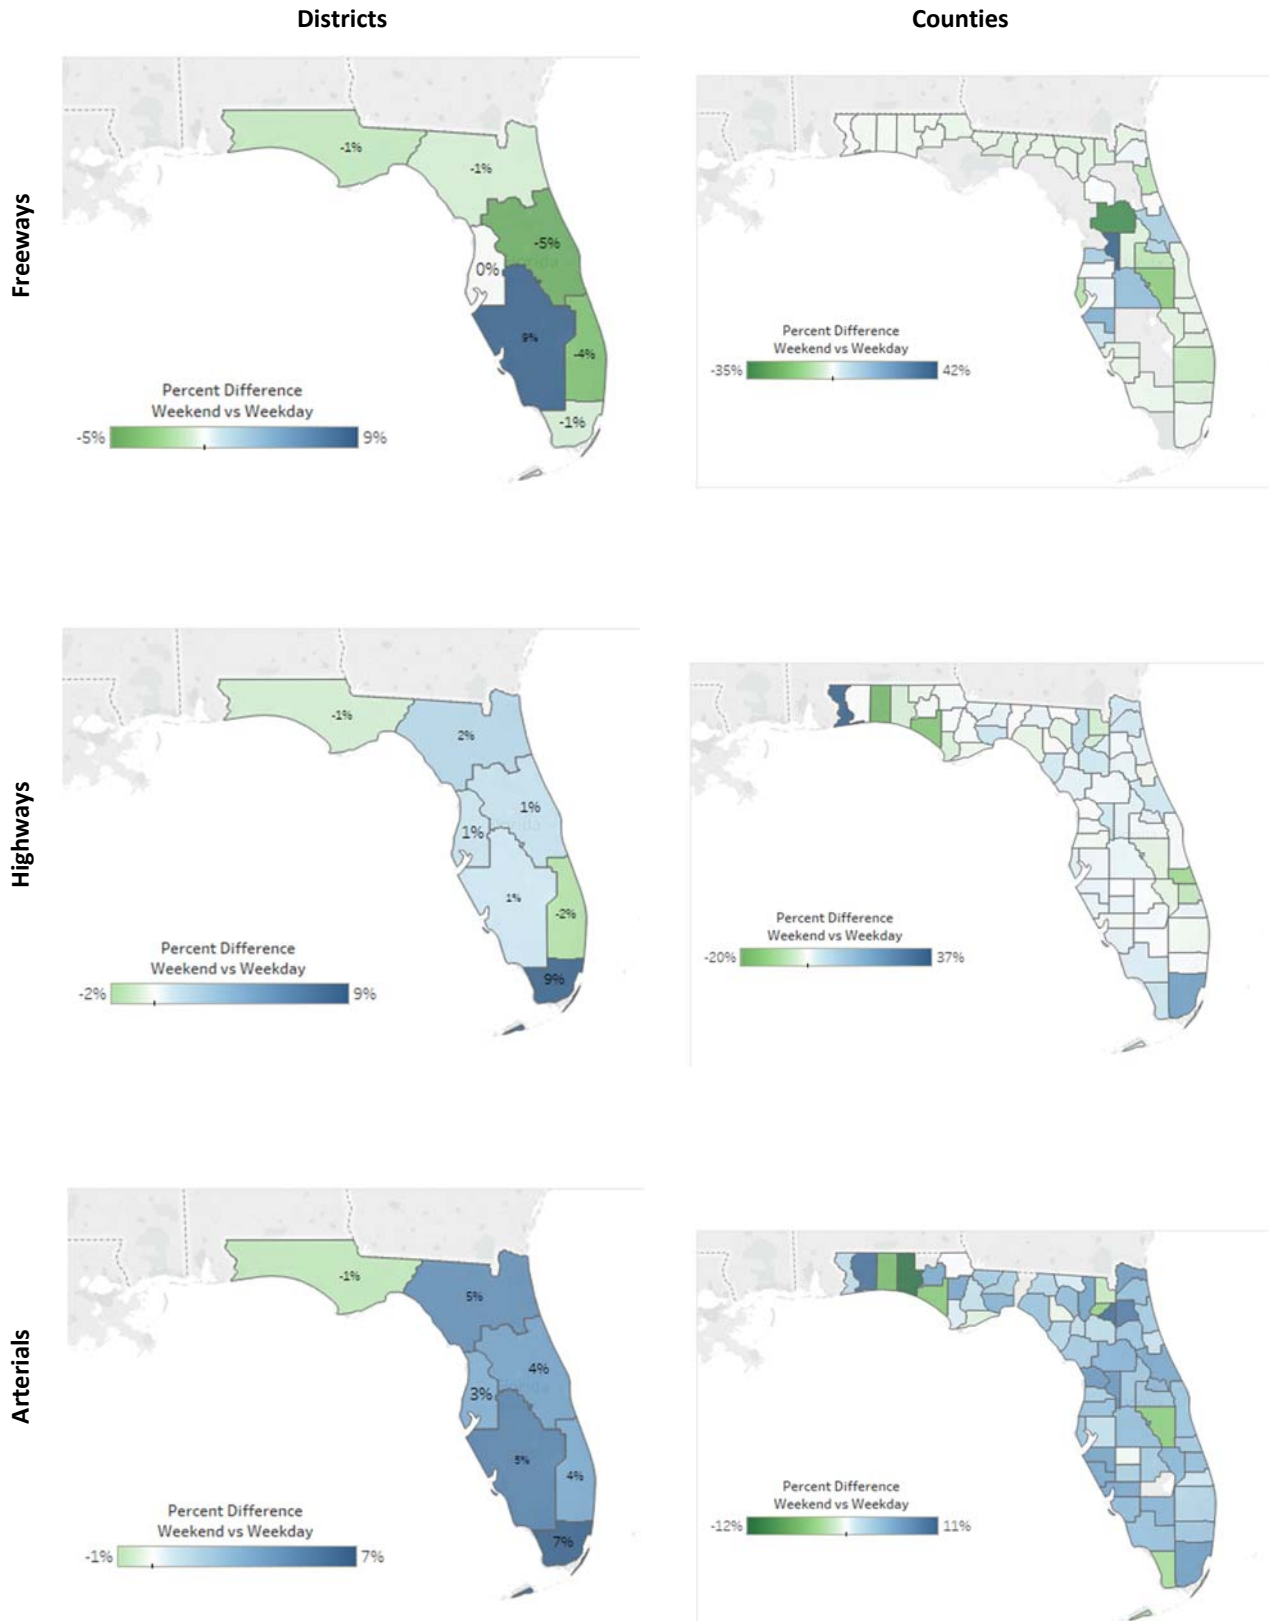 Districts
Counties
Freeways
-1%
-1%
-5%
0%
9%
-4%
-1%
Percent Difference
Weekend vs Weekday
-5%
9%
Percent Difference
Weekend vs Weekday
-35%
42%
Highways
-1%
2%
1%
1%
1%
-2%
9%
Percent Difference
Weekend vs Weekday
-2%
9%
Percent Difference
Weekend vs Weekday
-20%
37%
Arterials
-1%
5%
4%
3%
5%
4%
7%
Percent Difference
Weekend vs Weekday
-1%
7%
Percent Difference
Weekend vs Weekday
-12%
11%